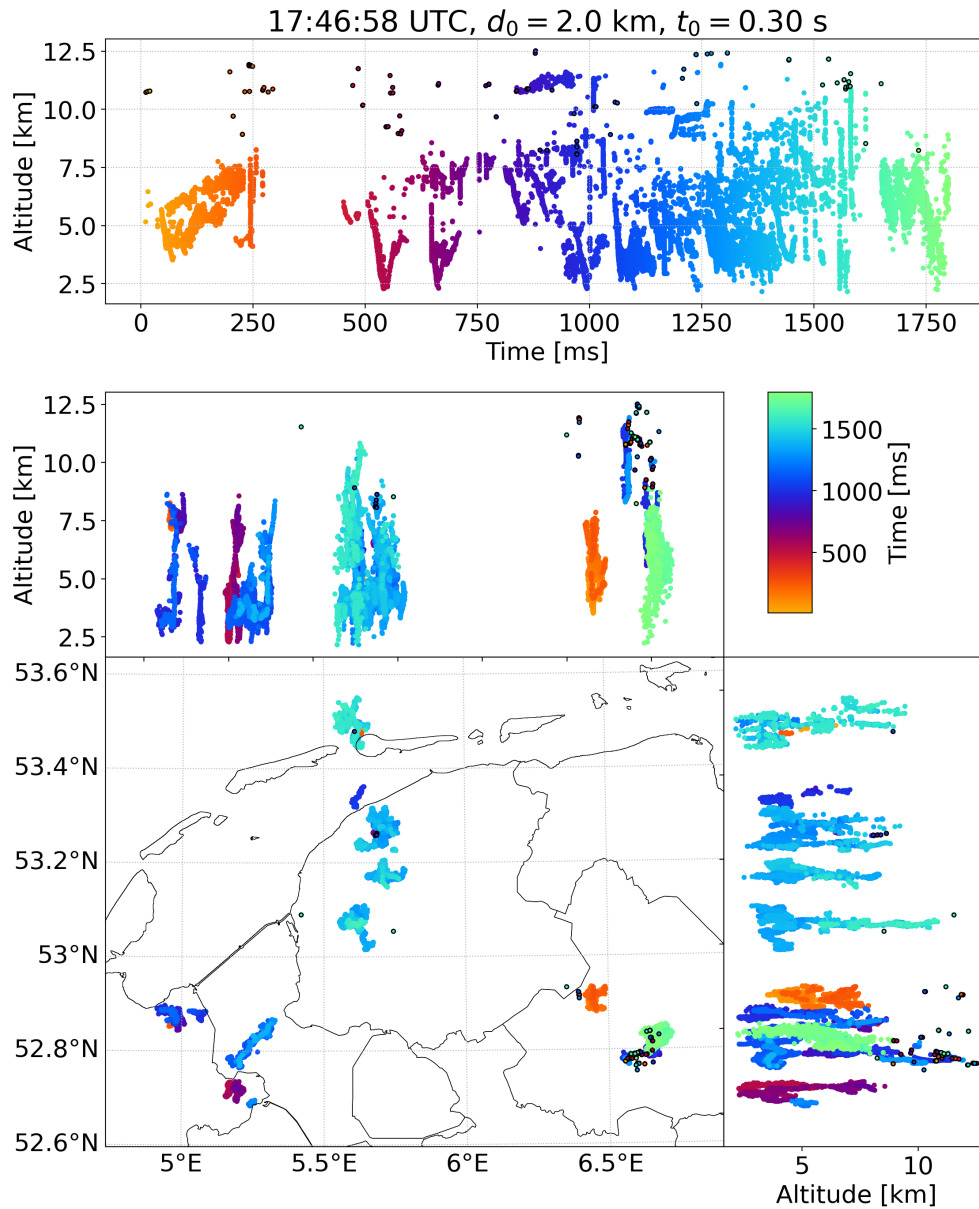 17:46:58 UTC, d₀ = 2.0 km, t₀ = 0.30 s
12.5
10.0
7.5
5.0
2.5
Altitude [km]
0 250 500 750 1000 1250 1500 1750
Time [ms]
12.5
10.0
7.5
5.0
2.5
Altitude [km]
1500
1000
500
Time [ms]
53.6°N
53.4°N
53.2°N
53°N
52.8°N
52.6°N
5°E 5.5°E 6°E 6.5°E
5 10
Altitude [km]